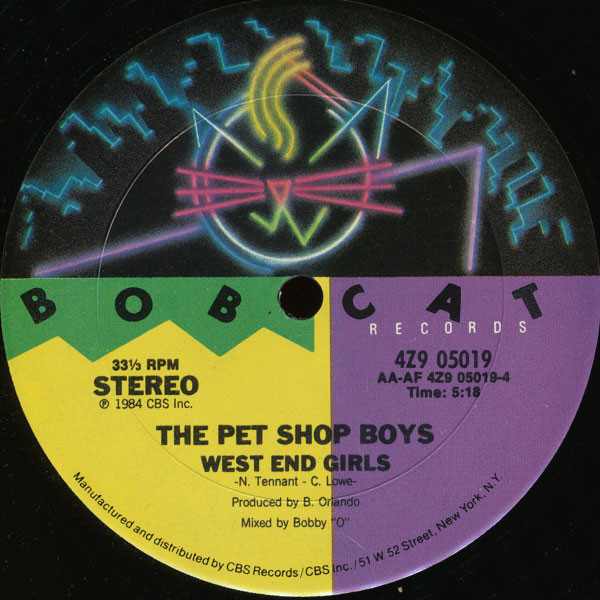 BOBCAT
RECORDS
33⅓ RPM
STEREO
℗ 1984 CBS Inc.
4Z9 05019
AA-AF 4Z9 05019-4
Time: 5:18
THE PET SHOP BOYS
WEST END GIRLS
-N. Tennant - C. Lowe-
Produced by B. Orlando
Mixed by Bobby "O"
Manufactured and distributed by CBS Records/CBS Inc./51 W. 52 Street, New York, N.Y.